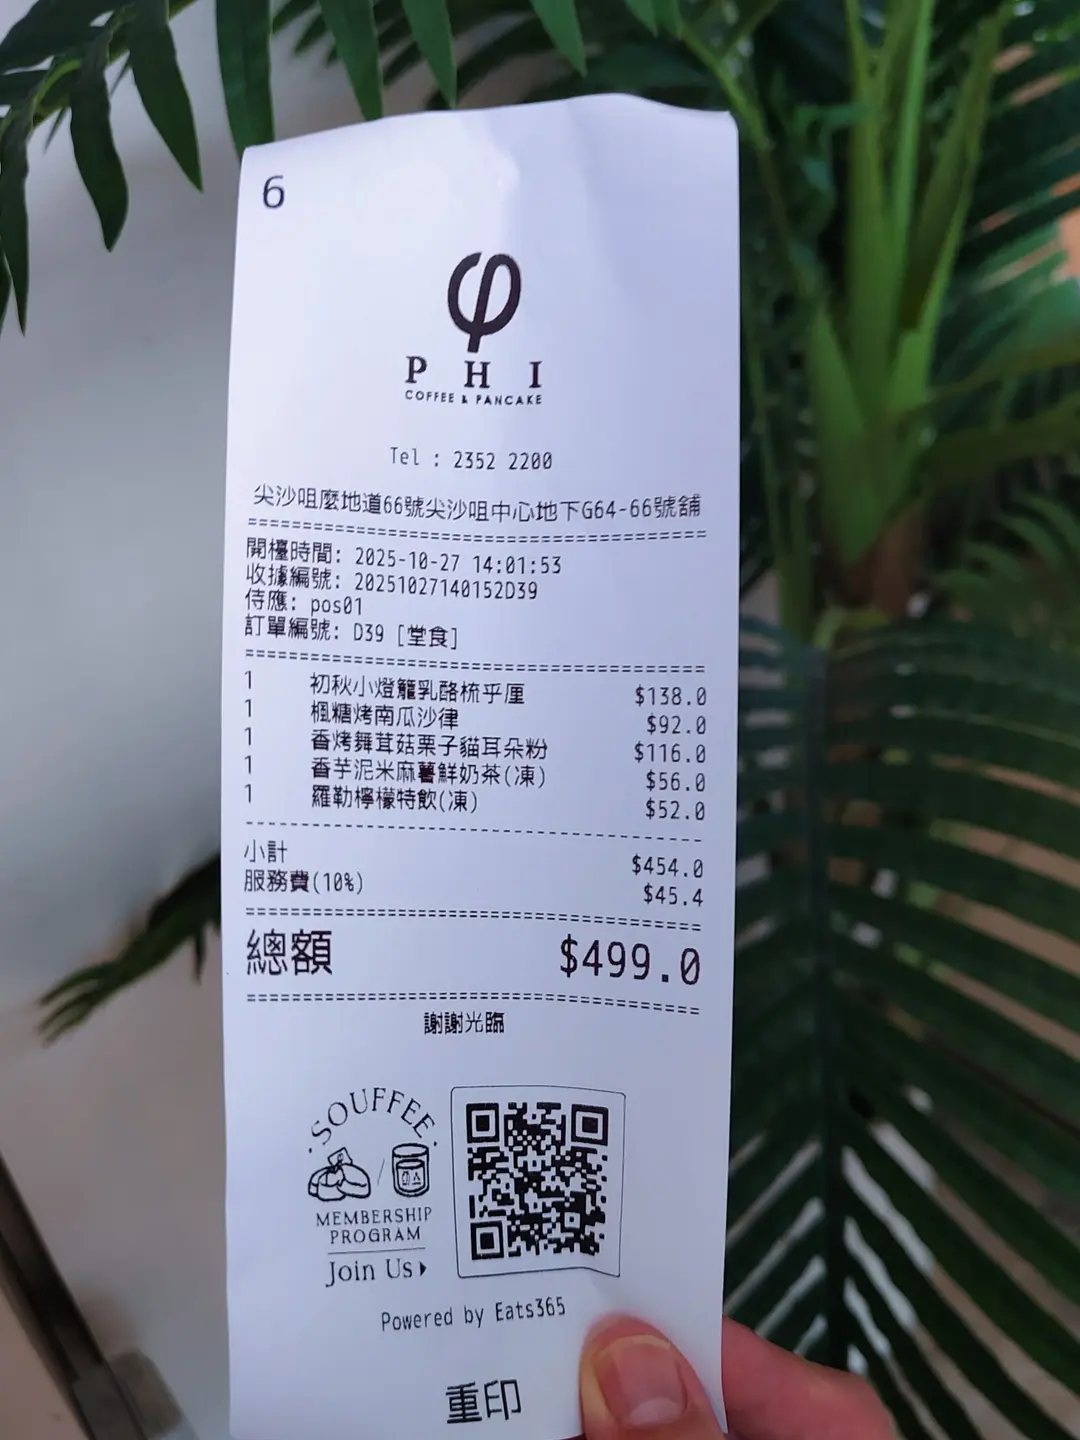 6
φ
PHI
COFFEE & PANCAKE
Tel : 2352 2200
尖沙咀麼地道66號尖沙咀中心地下G64-66號舖
開檯時間: 2025-10-27 14:01:53
收據編號: 20251027140152D39
侍應: pos01
訂單編號: D39 [堂食]
1 初秋小燈籠乳酪梳乎厘 $138.0
1 楓糖烤南瓜沙律 $92.0
1 香烤舞茸菇栗子貓耳朵粉 $116.0
1 香芋泥米麻薯鮮奶茶(凍) $56.0
1 羅勒檸檬特飲(凍) $52.0
小計 $454.0
服務費(10%) $45.4
總額 $499.0
謝謝光臨
·SOUFFEE·
MEMBERSHIP
PROGRAM
Join Us
Powered by Eats365
重印